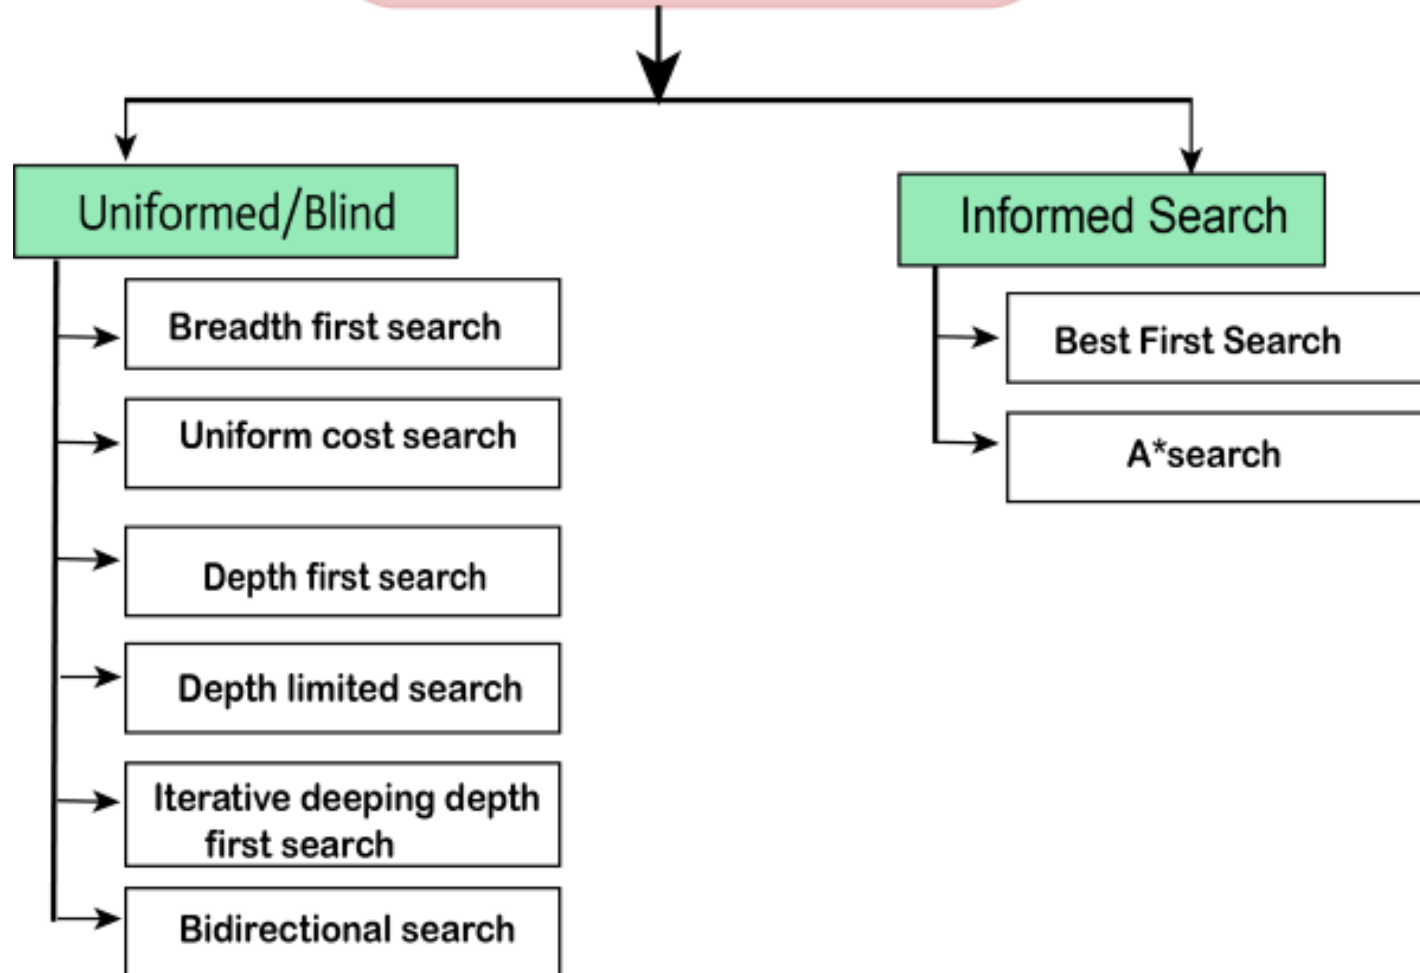 Uniformed/Blind
Breadth first search
Uniform cost search
Depth first search
Depth limited search
Iterative deeping depth
first search
Bidirectional search
Informed Search
Best First Search
A*search